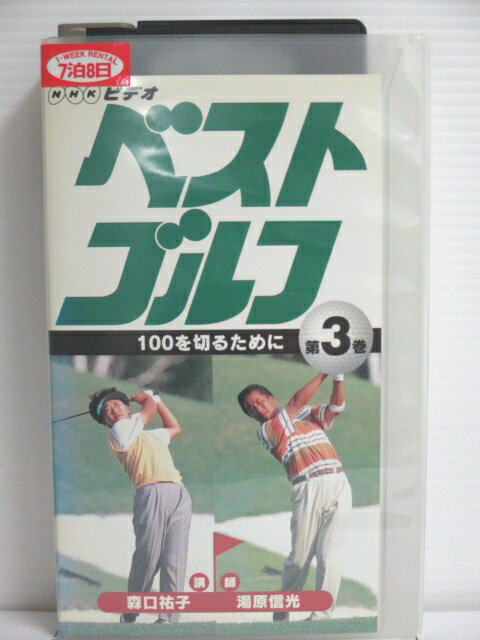 1-WEEK RENTAL
7泊8日
NHKビデオ
ベスト
ゴルフ
100を切るために
第3巻
講師
森口祐子 湯原信光